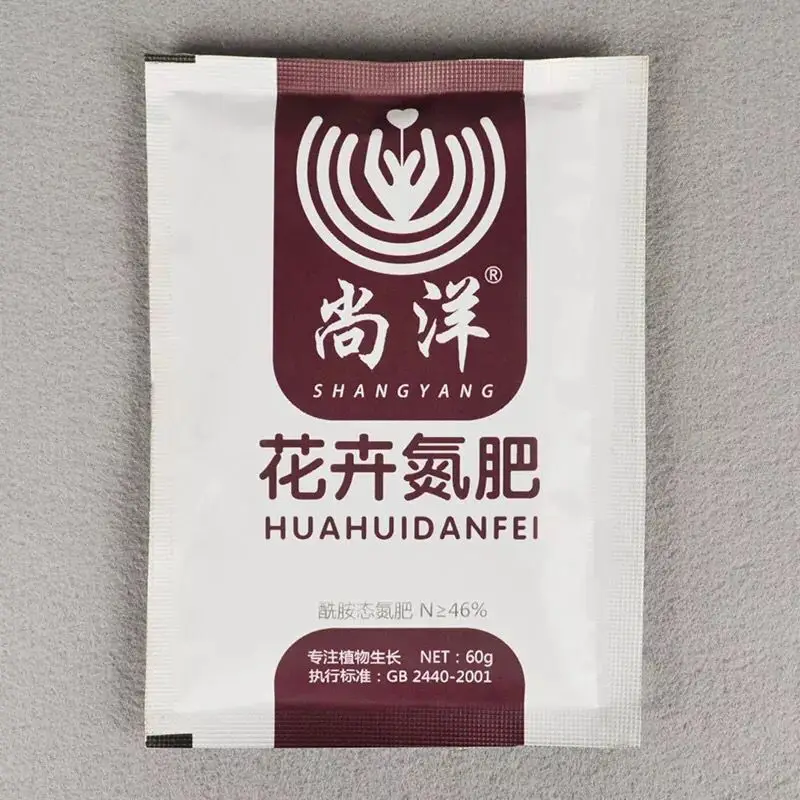 尚洋®
SHANGYANG
花卉氮肥
HUAHUIDANFEI
酰胺态氮肥 N≥46%
专注植物生长 NET：60g
执行标准：GB 2440-2001